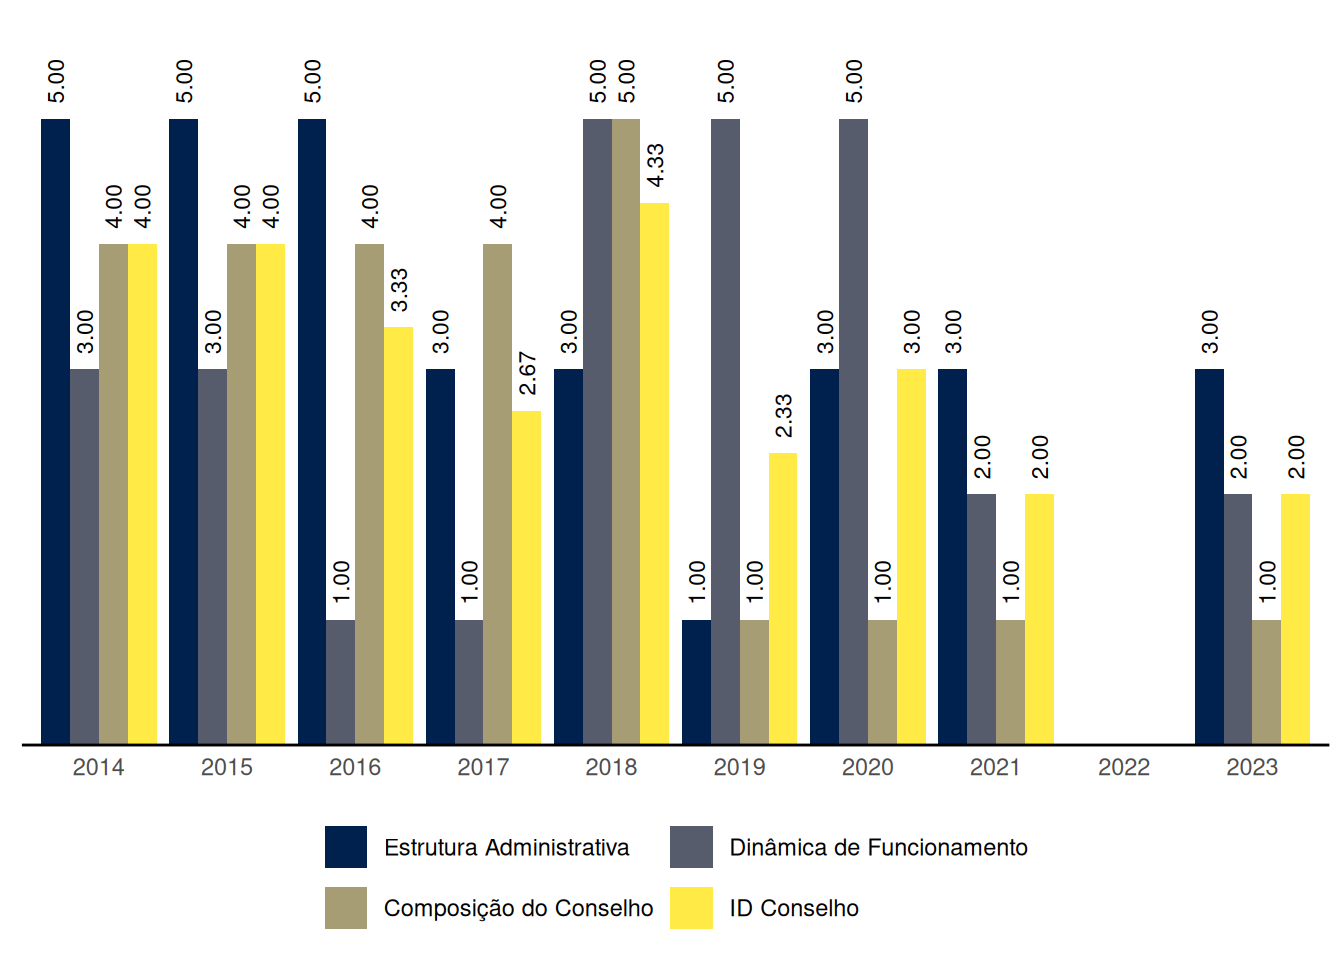 5.00 3.00 4.00 4.00 5.00 3.00 4.00 4.00 5.00 1.00 4.00 3.33 3.00 1.00 4.00 2.67 3.00 5.00 5.00 4.33 1.00 5.00 1.00 2.33 3.00 5.00 1.00 3.00 3.00 2.00 1.00 2.00 3.00 2.00 1.00 2.00
2014 2015 2016 2017 2018 2019 2020 2021 2022 2023
Estrutura Administrativa Dinâmica de Funcionamento
Composição do Conselho ID Conselho